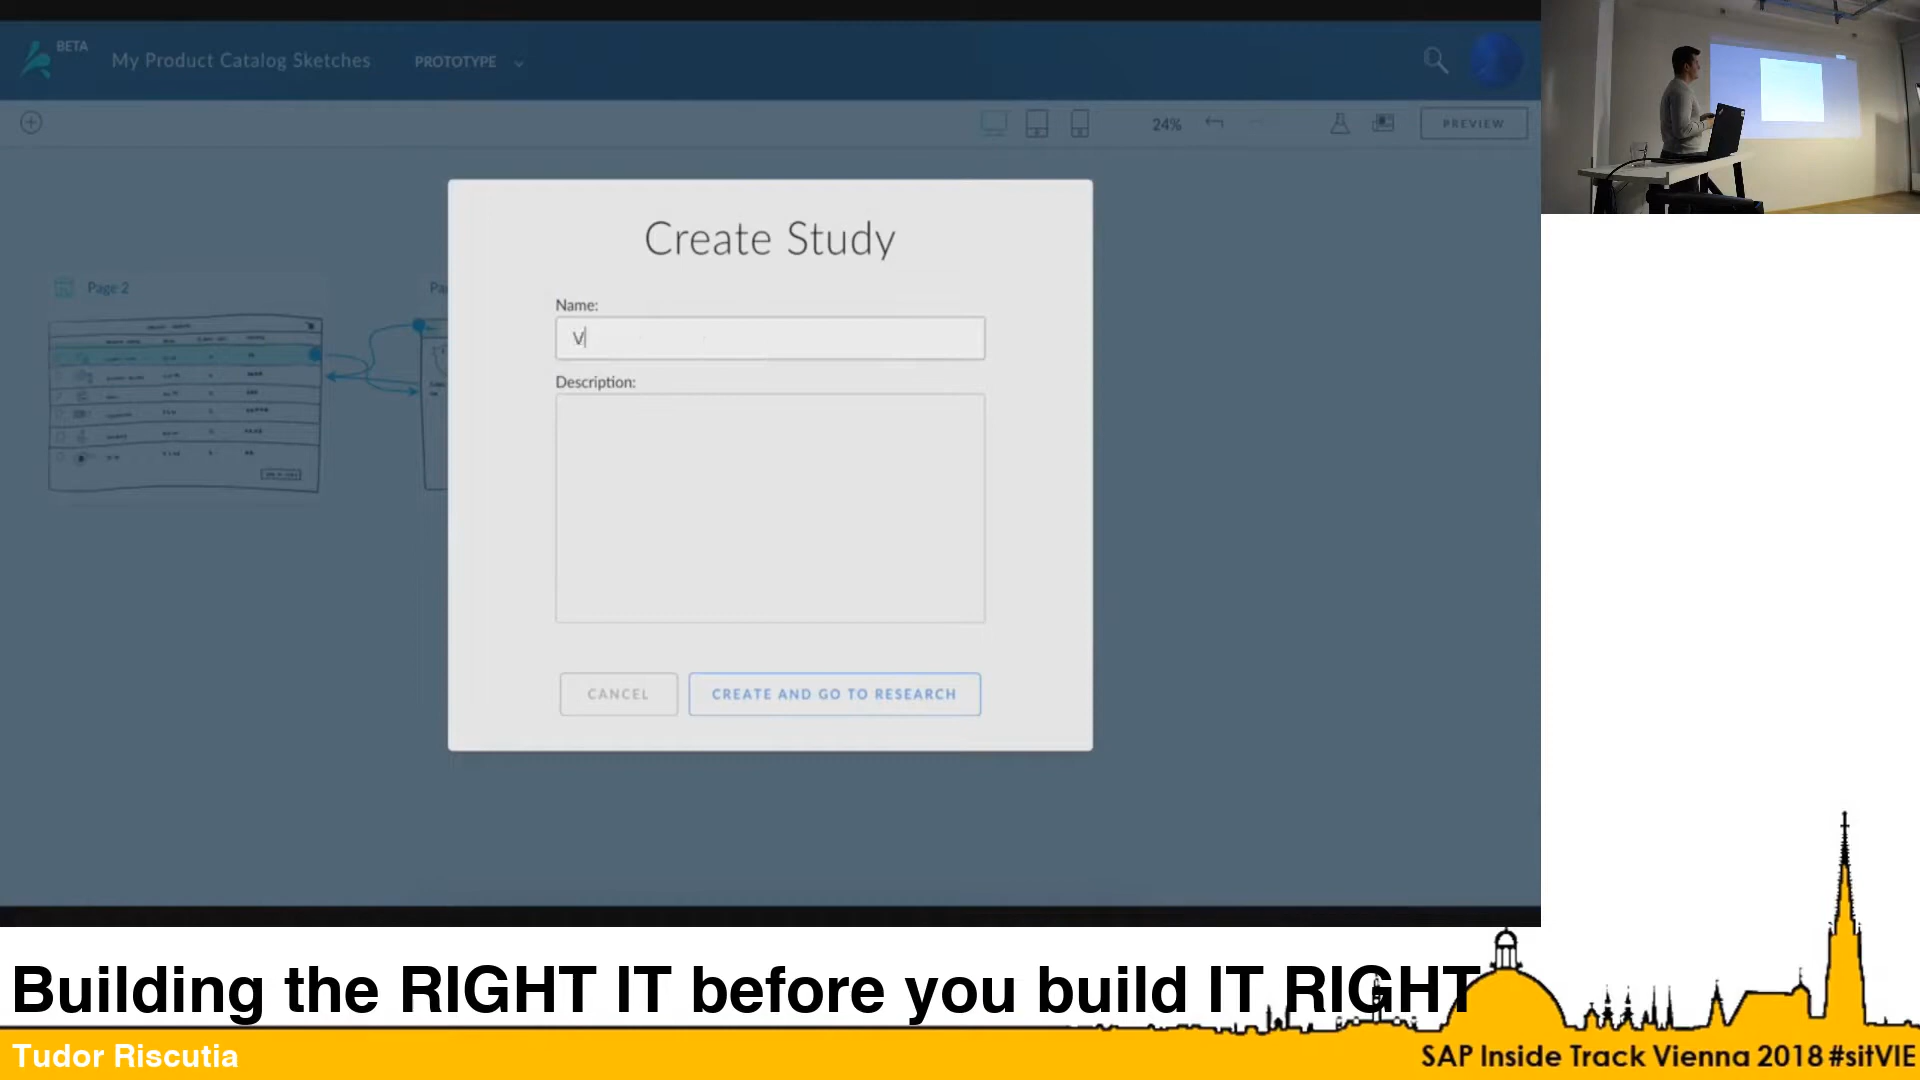 BETA
My Product Catalog Sketches
PROTOTYPE
24%
PREVIEW
Page 2
Create Study
Name:
V
Description:
CANCEL
CREATE AND GO TO RESEARCH
Building the RIGHT IT before you build IT RIGHT
Tudor Riscutia
SAP Inside Track Vienna 2018 #sitVIE